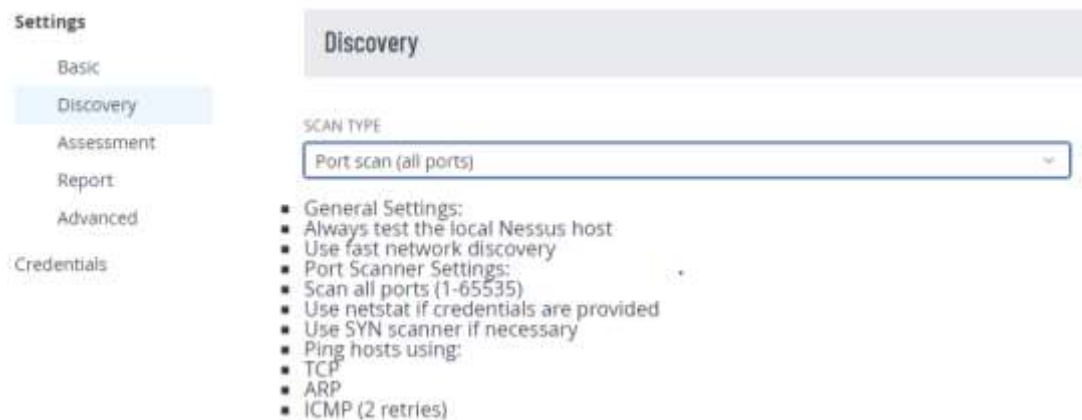 Settings
Basic
Discovery
Assessment
Report
Advanced
Credentials
Discovery
SCAN TYPE
Port scan (all ports)
General Settings:
Always test the local Nessus host
Use fast network discovery
Port Scanner Settings:
Scan all ports (1-65535)
Use netstat if credentials are provided
Use SYN scanner if necessary
Ping hosts using:
TCP
ARP
ICMP (2 retries)